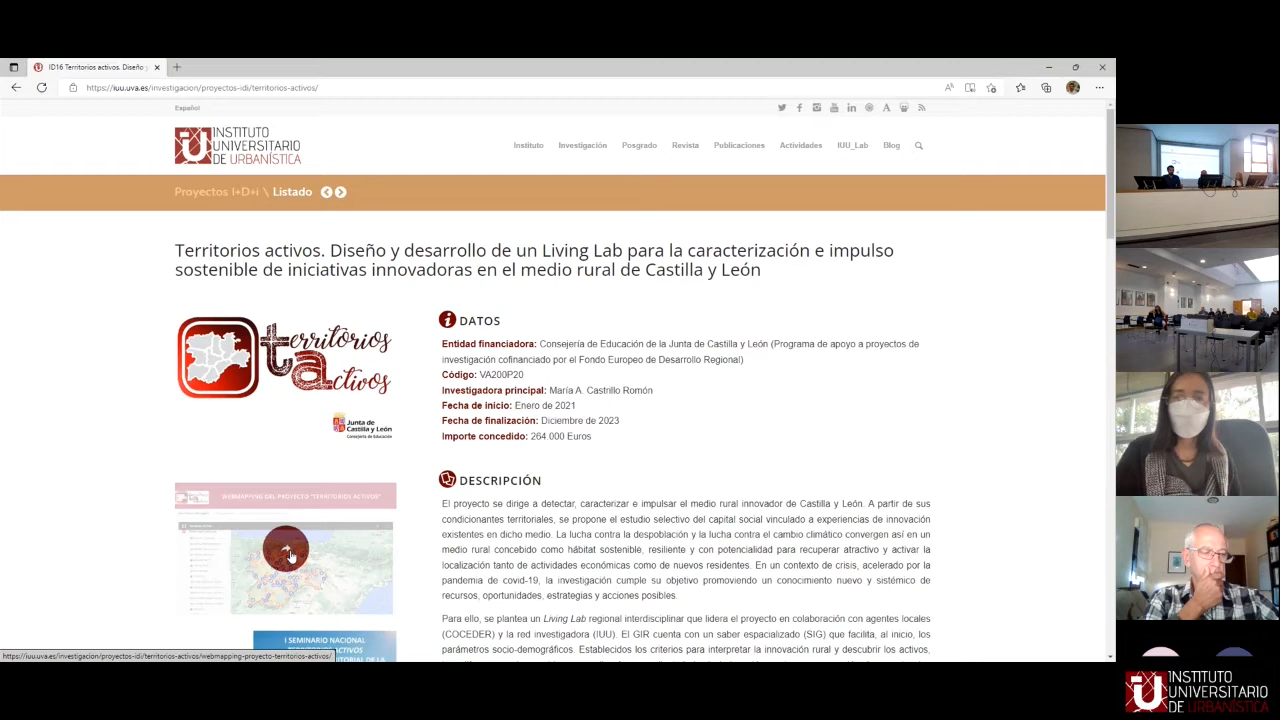 ID16 Territorios activos. Diseño y
https://iuu.uva.es/investigacion/proyectos-idi/territorios-activos/
Español
INSTITUTO
UNIVERSITARIO
DE URBANÍSTICA
Instituto Investigación Posgrado Revista Publicaciones Actividades IUU_Lab Blog
Proyectos I+D+i \ Listado
Territorios activos. Diseño y desarrollo de un Living Lab para la caracterización e impulso
sostenible de iniciativas innovadoras en el medio rural de Castilla y León
territòrios
activos
Junta de
Castilla y León
Consejería de Educación
DATOS
Entidad financiadora: Consejería de Educación de la Junta de Castilla y León (Programa de apoyo a proyectos de
investigación cofinanciado por el Fondo Europeo de Desarrollo Regional)
Código: VA200P20
Investigadora principal: María A. Castrillo Romón
Fecha de inicio: Enero de 2021
Fecha de finalización: Diciembre de 2023
Importe concedido: 264.000 Euros
WEBMAPPING DEL PROYECTO "TERRITORIOS ACTIVOS"
I SEMINARIO NACIONAL
DESCRIPCIÓN
El proyecto se dirige a detectar, caracterizar e impulsar el medio rural innovador de Castilla y León. A partir de sus
condicionantes territoriales, se propone el estudio selectivo del capital social vinculado a experiencias de innovación
existentes en dicho medio. La lucha contra la despoblación y la lucha contra el cambio climático convergen así en un
medio rural concebido como hábitat sostenible, resiliente y con potencialidad para recuperar atractivo y activar la
localización tanto de actividades económicas como de nuevos residentes. En un contexto de crisis, acelerado por la
pandemia de covid-19, la investigación cumple su objetivo promoviendo un conocimiento nuevo y sistémico de
recursos, oportunidades, estrategias y acciones posibles.
Para ello, se plantea un Living Lab regional interdisciplinar que lidera el proyecto en colaboración con agentes locales
(COCEDER) y la red investigadora (IUU). El GIR cuenta con un saber especializado (SIG) que facilita, al inicio, los
parámetros socio-demográficos. Establecidos los criterios para interpretar la innovación rural y descubrir los activos,
https://iuu.uva.es/investigacion/proyectos-idi/territorios-activos/webmapping-proyecto-territorios-activos/
INSTITUTO
UNIVERSITARIO
DE URBANÍSTICA